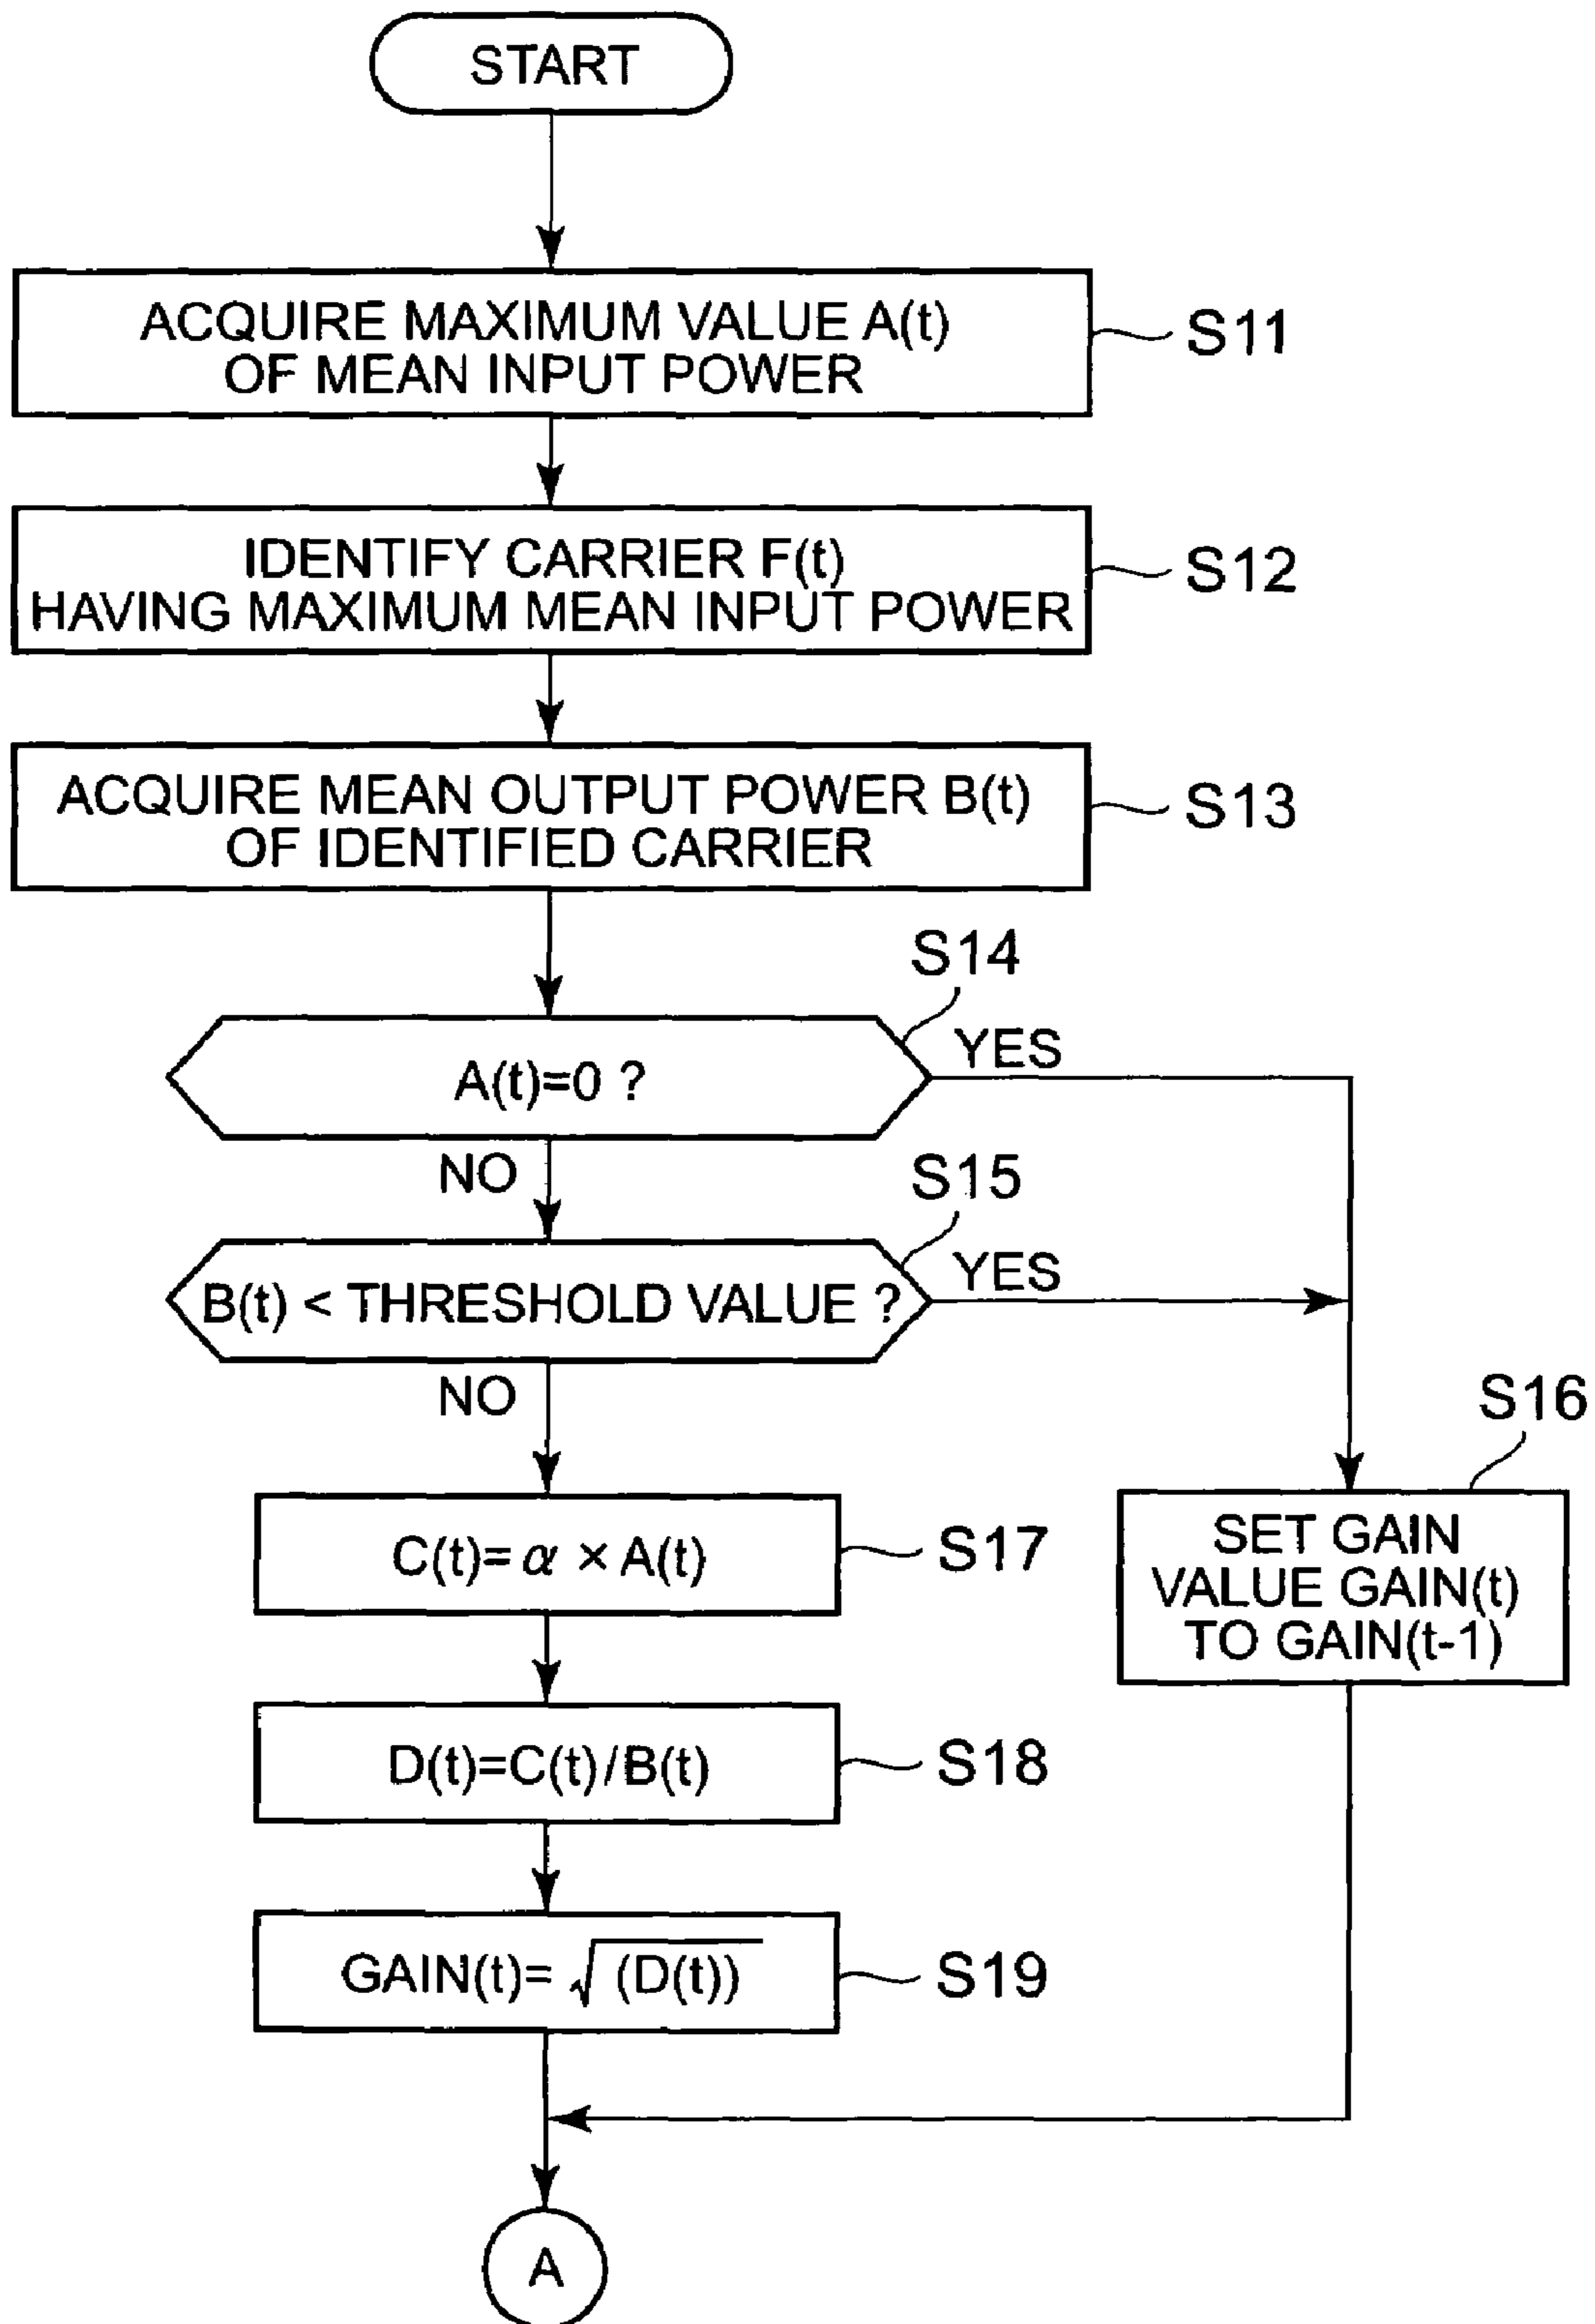 START
ACQUIRE MAXIMUM VALUE A(t)
OF MEAN INPUT POWER
S11
IDENTIFY CARRIER F(t)
HAVING MAXIMUM MEAN INPUT POWER
S12
ACQUIRE MEAN OUTPUT POWER B(t)
OF IDENTIFIED CARRIER
S13
S14
A(t)=0 ?
YES
NO
S15
B(t) < THRESHOLD VALUE ?
YES
NO
S16
SET GAIN
VALUE GAIN(t)
TO GAIN(t-1)
C(t)= α × A(t)
S17
D(t)=C(t)/B(t)
S18
GAIN(t)= √(D(t))
S19
A